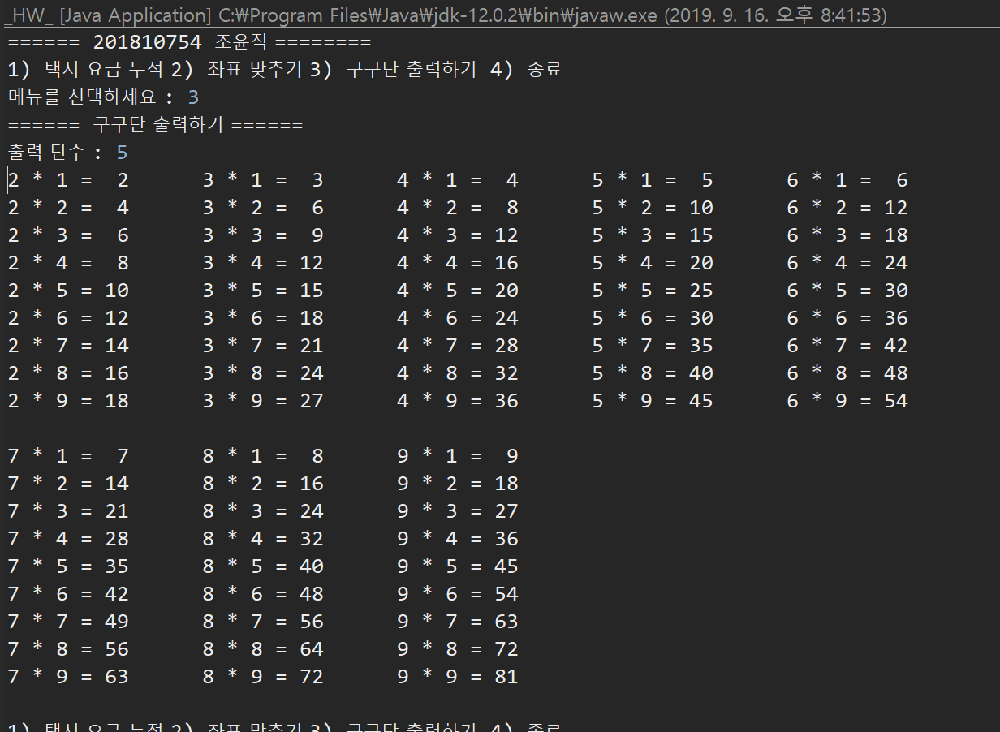 _HW_ [Java Application] C:₩Program Files₩Java₩jdk-12.0.2₩bin₩javaw.exe (2019. 9. 16. 오후 8:41:53)
====== 201810754 조윤직 ========
1) 택시 요금 누적 2) 좌표 맞추기 3) 구구단 출력하기 4) 종료
메뉴를 선택하세요 : 3
====== 구구단 출력하기 ======
출력 단수 : 5
2 * 1 =  2      3 * 1 =  3      4 * 1 =  4      5 * 1 =  5      6 * 1 =  6
2 * 2 =  4      3 * 2 =  6      4 * 2 =  8      5 * 2 = 10      6 * 2 = 12
2 * 3 =  6      3 * 3 =  9      4 * 3 = 12      5 * 3 = 15      6 * 3 = 18
2 * 4 =  8      3 * 4 = 12      4 * 4 = 16      5 * 4 = 20      6 * 4 = 24
2 * 5 = 10      3 * 5 = 15      4 * 5 = 20      5 * 5 = 25      6 * 5 = 30
2 * 6 = 12      3 * 6 = 18      4 * 6 = 24      5 * 6 = 30      6 * 6 = 36
2 * 7 = 14      3 * 7 = 21      4 * 7 = 28      5 * 7 = 35      6 * 7 = 42
2 * 8 = 16      3 * 8 = 24      4 * 8 = 32      5 * 8 = 40      6 * 8 = 48
2 * 9 = 18      3 * 9 = 27      4 * 9 = 36      5 * 9 = 45      6 * 9 = 54
7 * 1 =  7      8 * 1 =  8      9 * 1 =  9
7 * 2 = 14      8 * 2 = 16      9 * 2 = 18
7 * 3 = 21      8 * 3 = 24      9 * 3 = 27
7 * 4 = 28      8 * 4 = 32      9 * 4 = 36
7 * 5 = 35      8 * 5 = 40      9 * 5 = 45
7 * 6 = 42      8 * 6 = 48      9 * 6 = 54
7 * 7 = 49      8 * 7 = 56      9 * 7 = 63
7 * 8 = 56      8 * 8 = 64      9 * 8 = 72
7 * 9 = 63      8 * 9 = 72      9 * 9 = 81
1) 택시 요금 누적 2) 좌표 맞추기 3) 구구단 출력하기 4) 종료